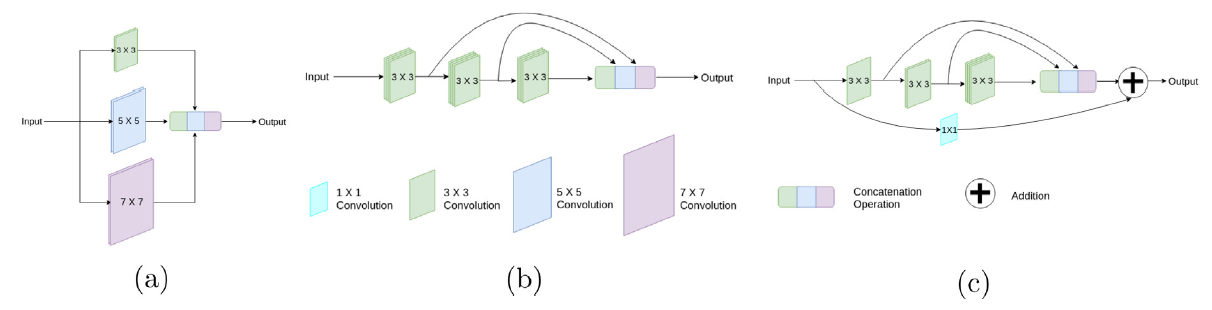 3 X 3
Input
5 X 5
Output
7 X 7
(a)
Input
3 X 3
3 X 3
3 X 3
Output
1 X 1
Convolution
3 X 3
Convolution
5 X 5
Convolution
7 X 7
Convolution
(b)
Input
3 X 3
3 X 3
3 X 3
Output
1X1
Concatenation
Operation
Addition
(c)